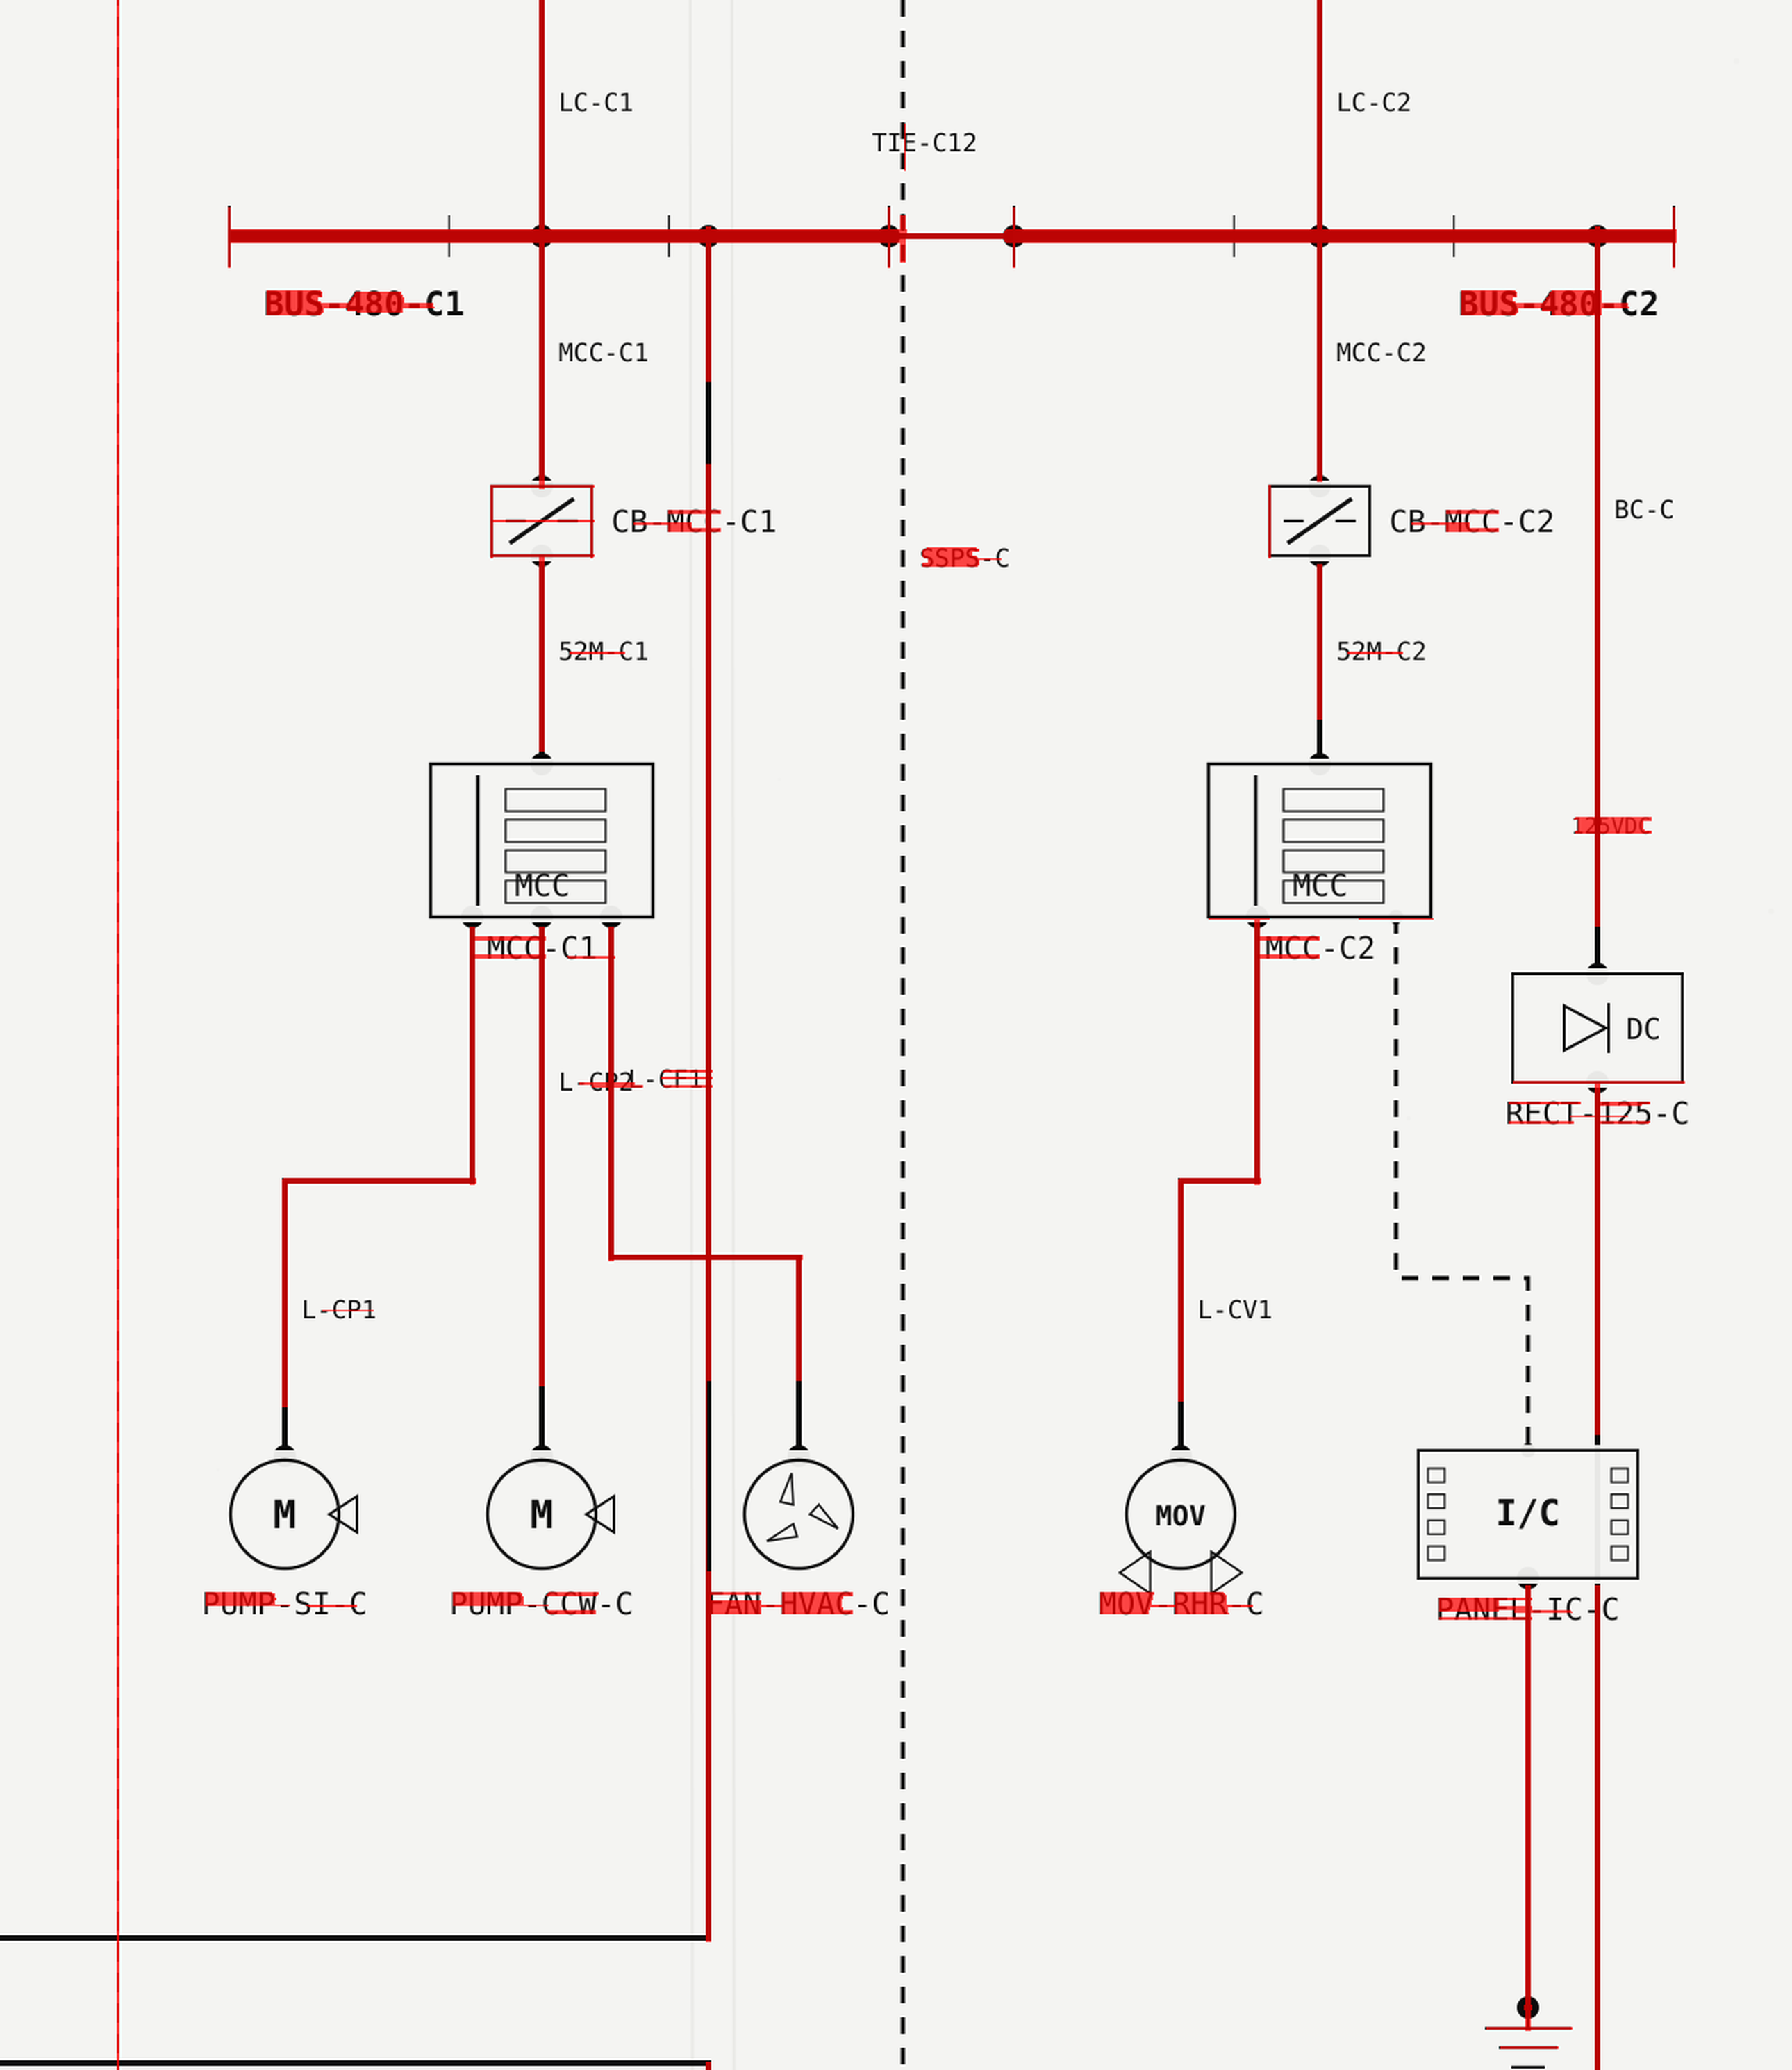 LC-C1
LC-C2
TIE-C12
BUS-480-C1
BUS-480-C2
MCC-C1
MCC-C2
BC-C
CB-MCC-C1
CB-MCC-C2
SSPS-C
52M-C1
52M-C2
125VDC
MCC
MCC
MCC-C1
MCC-C2
DC
L-CP2
L-CF1
RECT-125-C
L-CP1
L-CV1
M
M
MOV
I/C
PUMP-SI-C
PUMP-CCW-C
FAN-HVAC-C
MOV-RHR-C
PANEL-IC-C